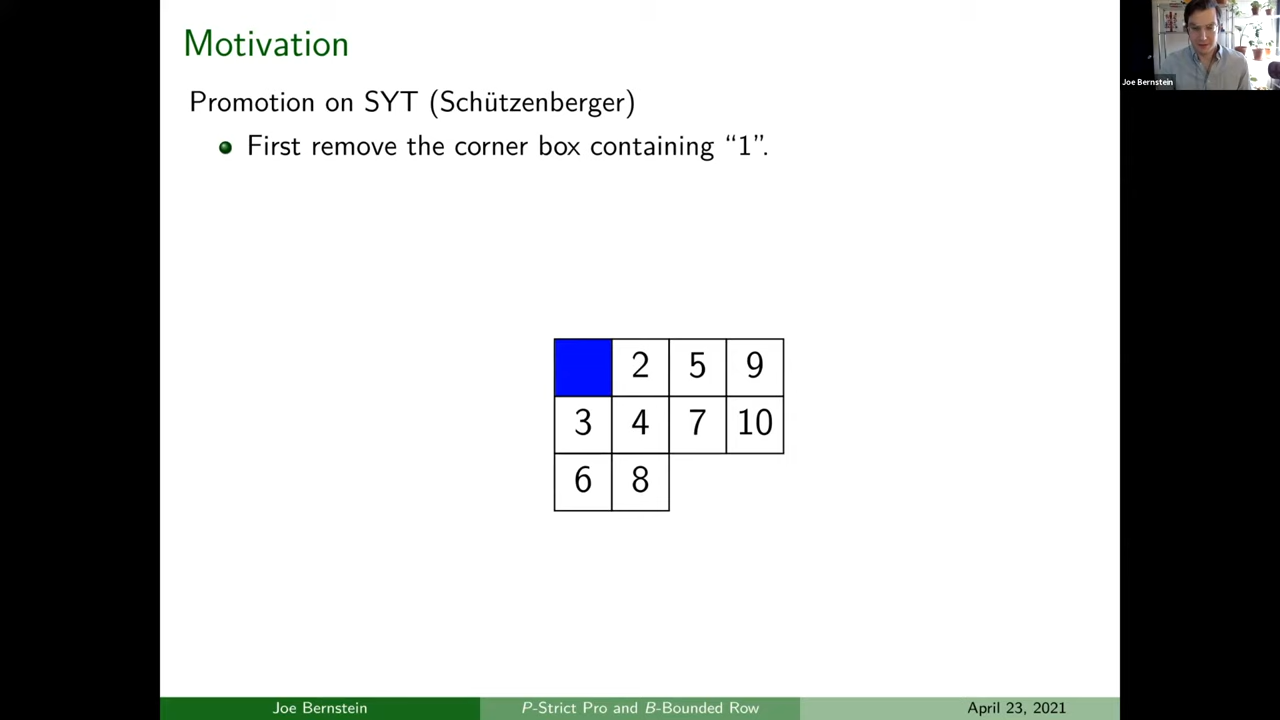 Motivation
Joe Bernstein
Promotion on SYT (Schützenberger)
First remove the corner box containing “1”.
2 5 9
3 4 7 10
6 8
Joe Bernstein P-Strict Pro and B-Bounded Row April 23, 2021